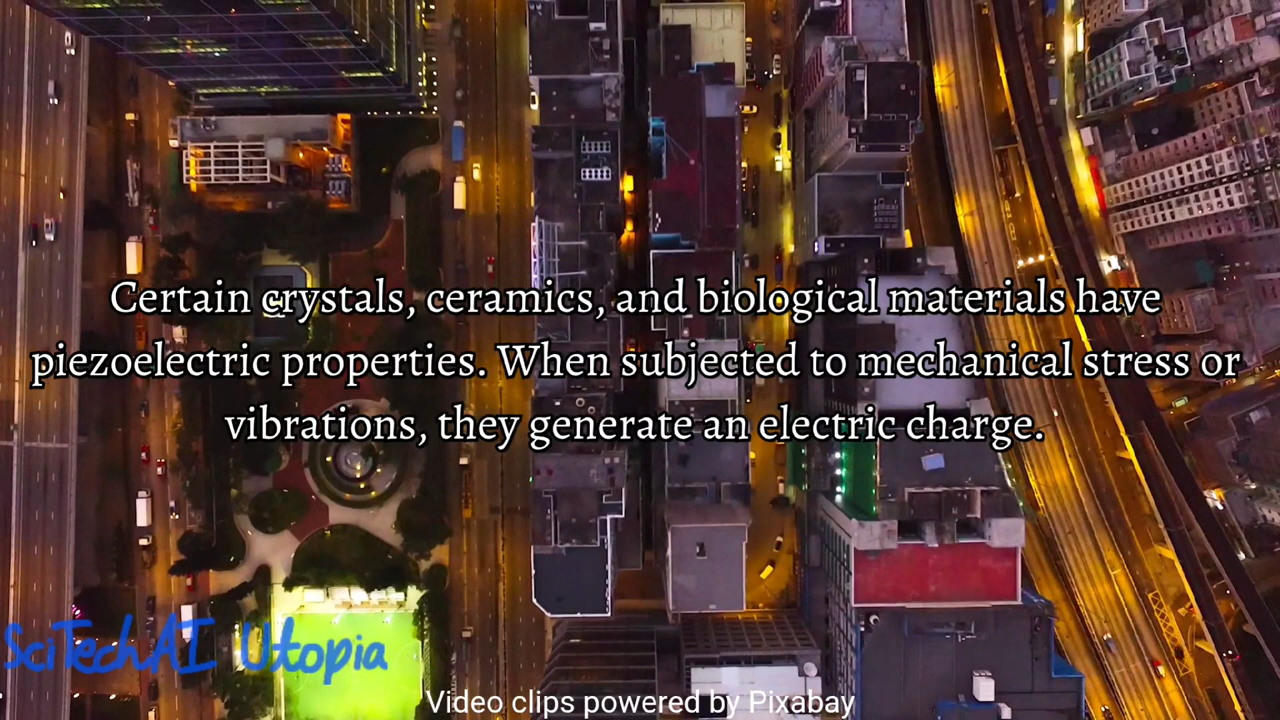 Certain crystals, ceramics, and biological materials have
piezoelectric properties. When subjected to mechanical stress or
vibrations, they generate an electric charge.
SciTechAI Utopia
Video clips powered by Pixabay